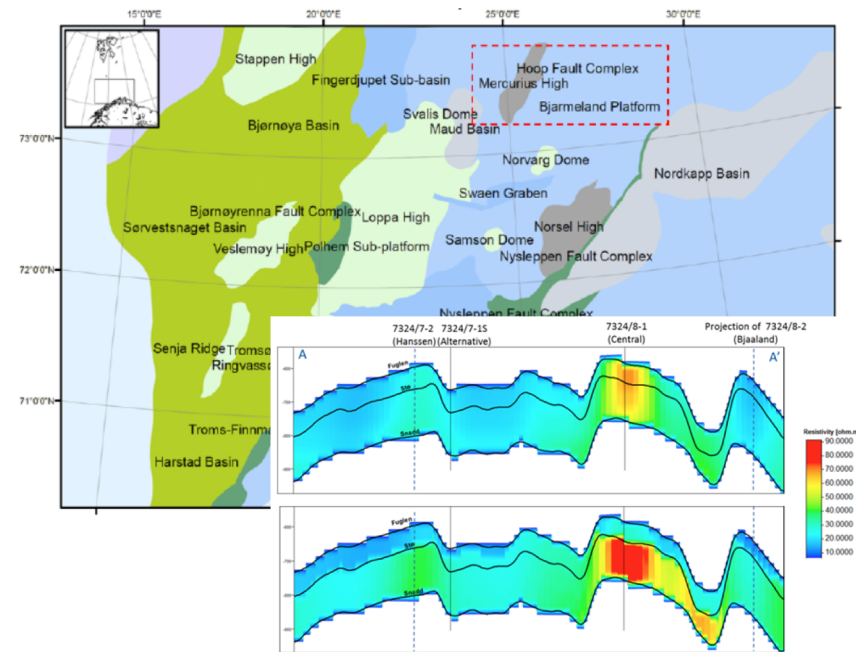 15°0'0"E
20°0'0"E
25°0'0"E
30°0'0"E
Stappen High
Fingerdjupet Sub-basin
Hoop Fault Complex
Mercurius High
Bjarmeland Platform
Svalis Dome
Maud Basin
Bjørnøya Basin
73°0'0"N
Norvarg Dome
Nordkapp Basin
Swaen Graben
Bjørnøyrenna Fault Complex
Loppa High
Sørvestsnaget Basin
Norsel High
Veslemøy High
Polhem Sub-platform
Samson Dome
Nysleppen Fault Complex
72°0'0"N
Nysleppen Fault Complex
7324/7-2
(Hanssen)
7324/7-1S
(Alternative)
7324/8-1
(Central)
Projection of 7324/8-2
(Bjaaland)
Senja Ridge
Tromsø
Ringvass
A
A'
Fuglen
Stø
Snadd
71°0'0"N
Troms-Finnma
Harstad Basin
Resistivity [ohm.m
90.0000
80.0000
70.0000
60.0000
50.0000
40.0000
30.0000
20.0000
10.0000
Fuglen
Stø
Snadd